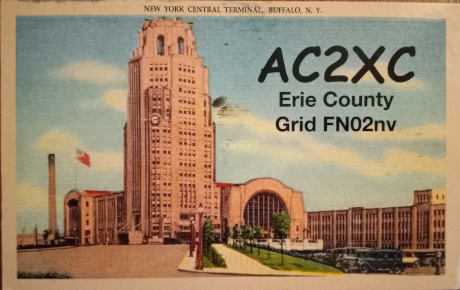 NEW YORK CENTRAL TERMINAL, BUFFALO, N. Y.
AC2XC
Erie County
Grid FN02nv